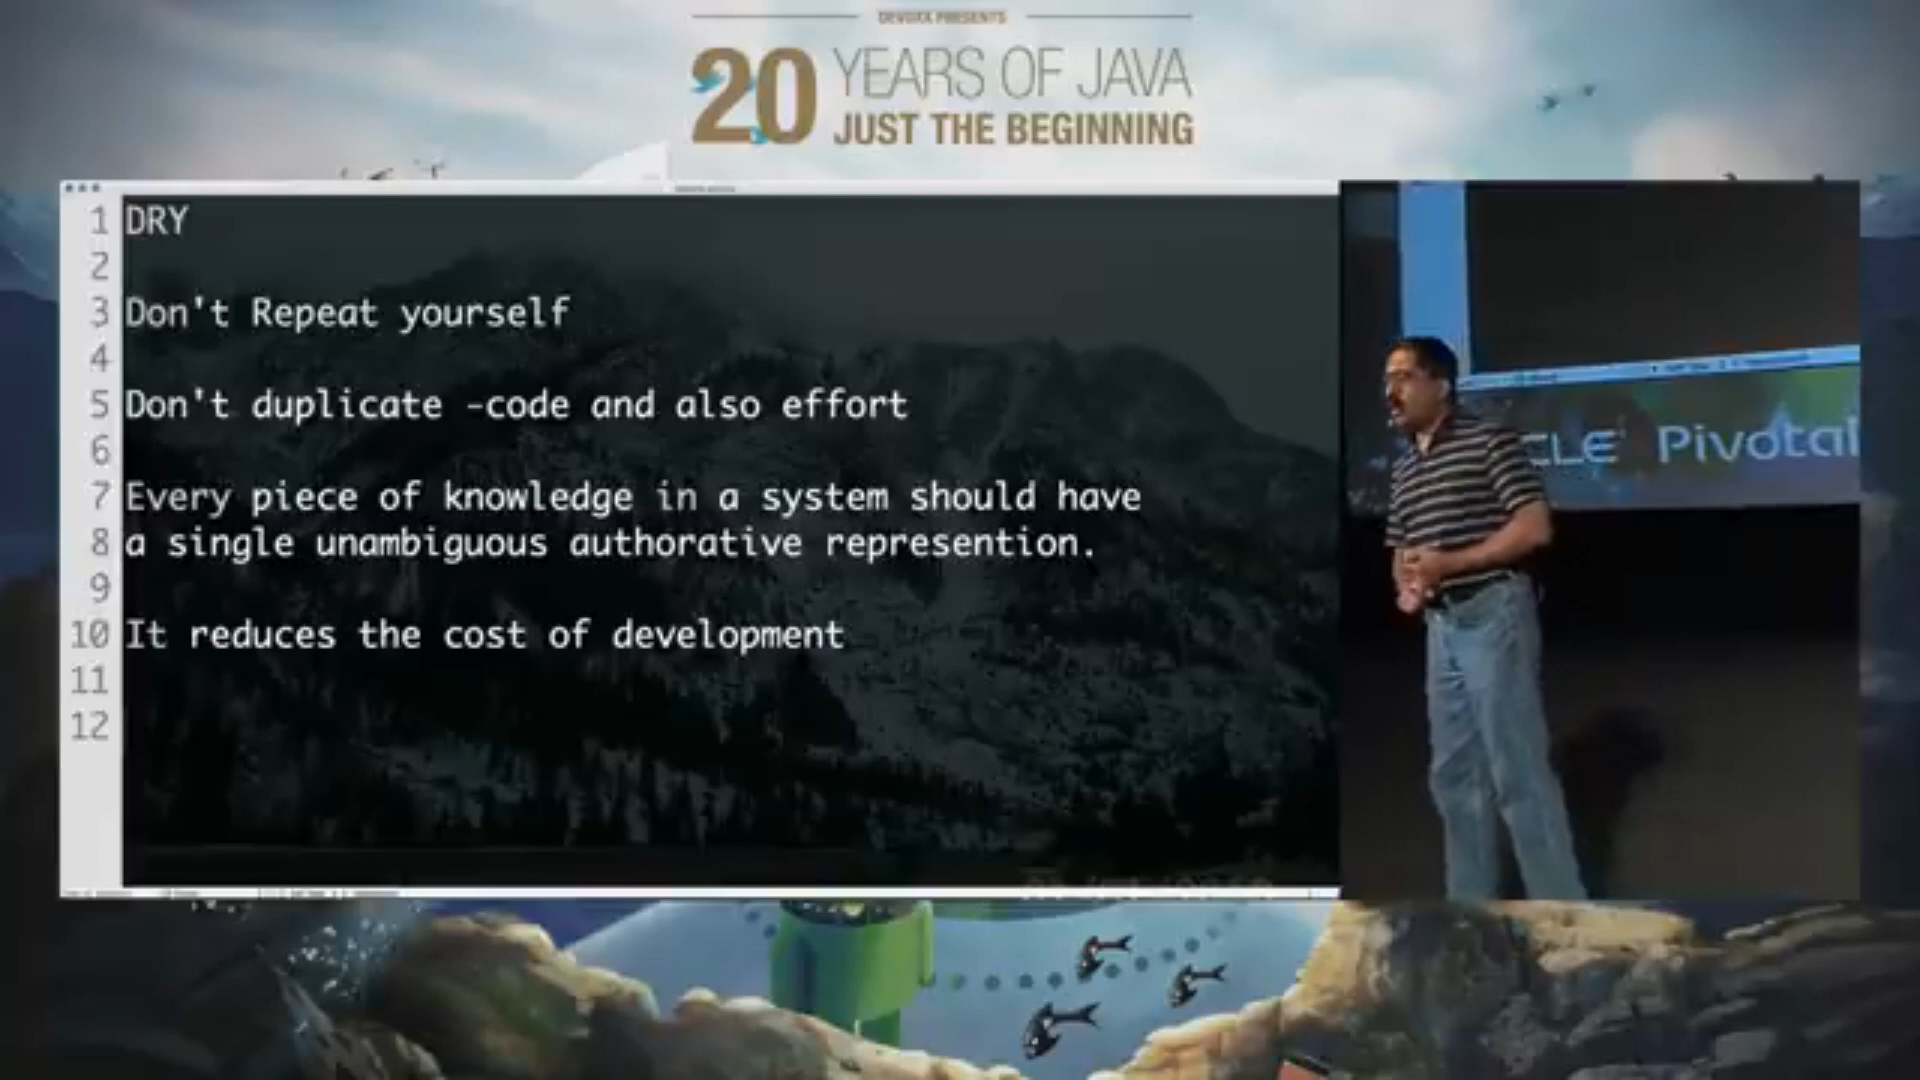 DEVOXX PRESENTS
20 YEARS OF JAVA
JUST THE BEGINNING
1 DRY
2
3 Don't Repeat yourself
4
5 Don't duplicate -code and also effort
6
7 Every piece of knowledge in a system should have
8 a single unambiguous authorative represention.
9
10 It reduces the cost of development
11
12
CLE Pivotal